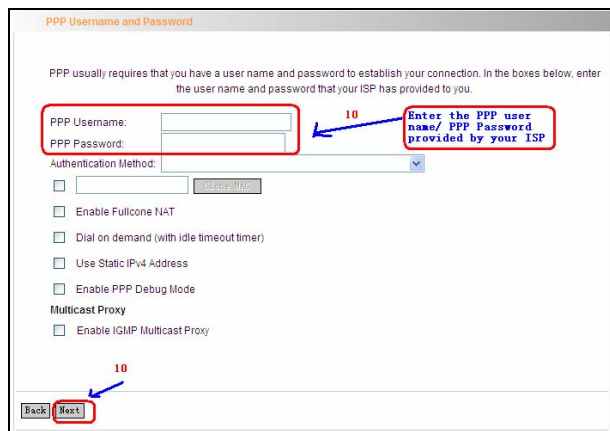 PPP Username and Password
PPP usually requires that you have a user name and password to establish your connection. In the boxes below, enter
the user name and password that your ISP has provided to you.
PPP Username:
PPP Password:
10
Enter the PPP user
name/ PPP Password
provided by your ISP
Authentication Method:
Clone MAC
Enable Fullcone NAT
Dial on demand (with idle timeout timer)
Use Static IPv4 Address
Enable PPP Debug Mode
Multicast Proxy
Enable IGMP Multicast Proxy
10
Back Next